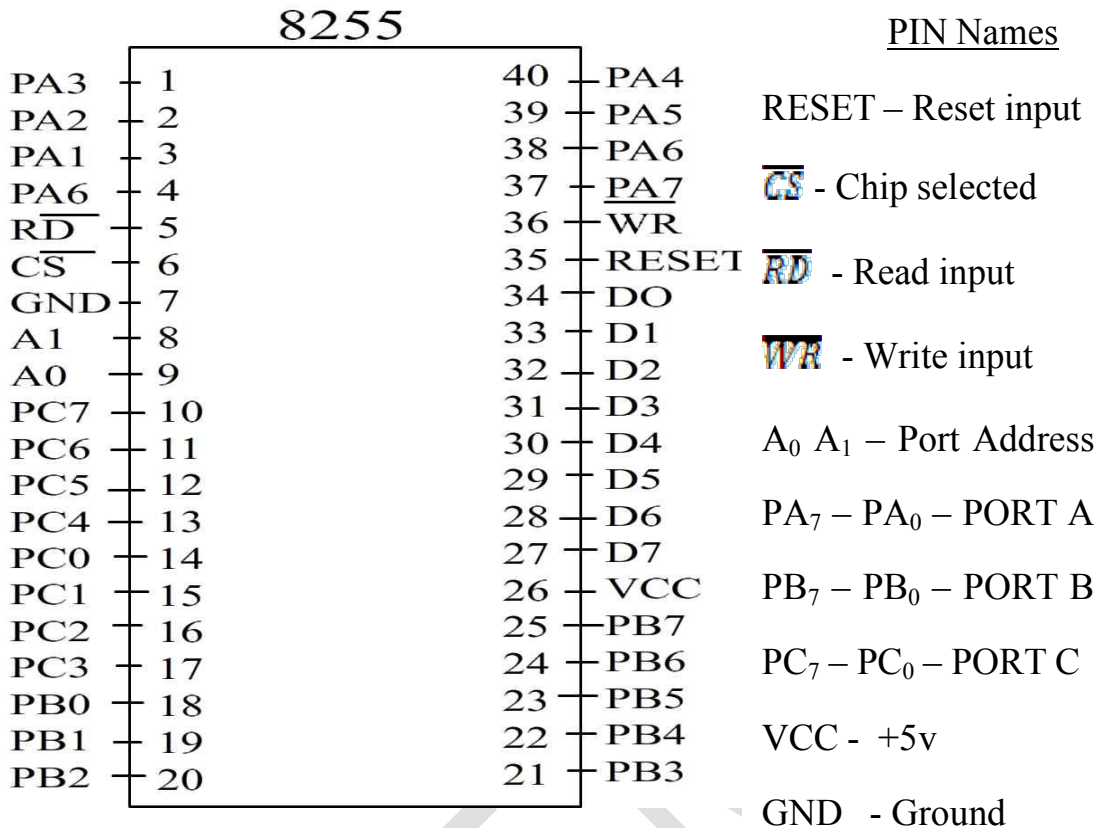 8255
PA3 1
PA2 2
PA1 3
PA6 4
RD 5
CS 6
GND 7
A1 8
A0 9
PC7 10
PC6 11
PC5 12
PC4 13
PC0 14
PC1 15
PC2 16
PC3 17
PB0 18
PB1 19
PB2 20
40 PA4
39 PA5
38 PA6
37 PA7
36 WR
35 RESET
34 DO
33 D1
32 D2
31 D3
30 D4
29 D5
28 D6
27 D7
26 VCC
25 PB7
24 PB6
23 PB5
22 PB4
21 PB3
PIN Names
RESET – Reset input
CS - Chip selected
RD - Read input
WR - Write input
A0 A1 – Port Address
PA7 – PA0 – PORT A
PB7 – PB0 – PORT B
PC7 – PC0 – PORT C
VCC - +5v
GND - Ground